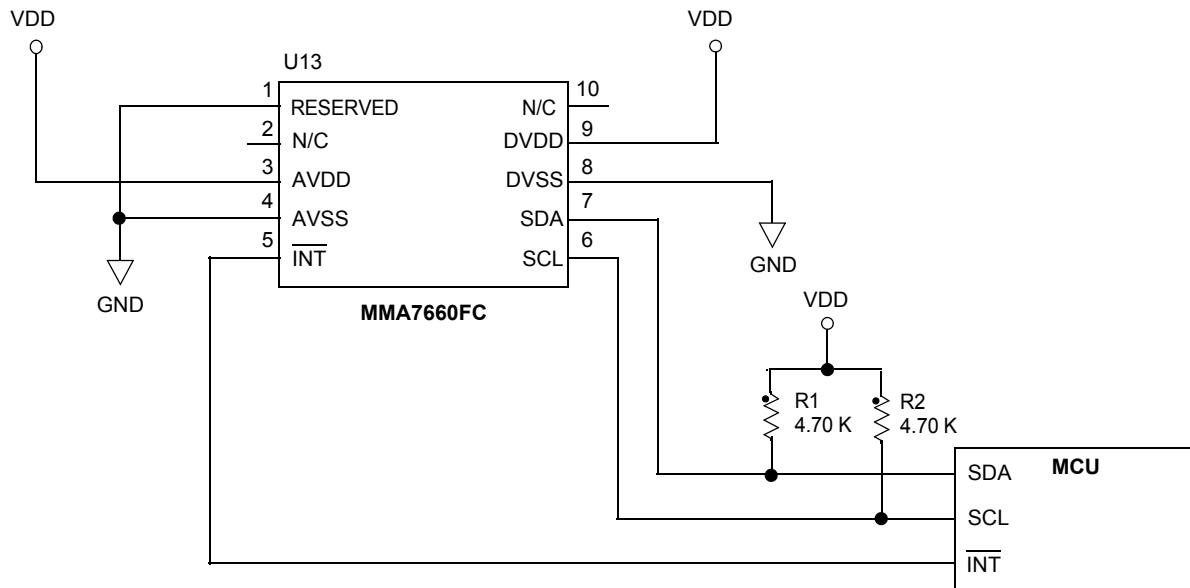 VDD
VDD
U13
1 RESERVED N/C 10
2 N/C DVDD 9
3 AVDD DVSS 8
4 AVSS SDA 7
5 INT SCL 6
GND
GND
MMA7660FC
VDD
R1
4.70 K
R2
4.70 K
MCU
SDA
SCL
INT